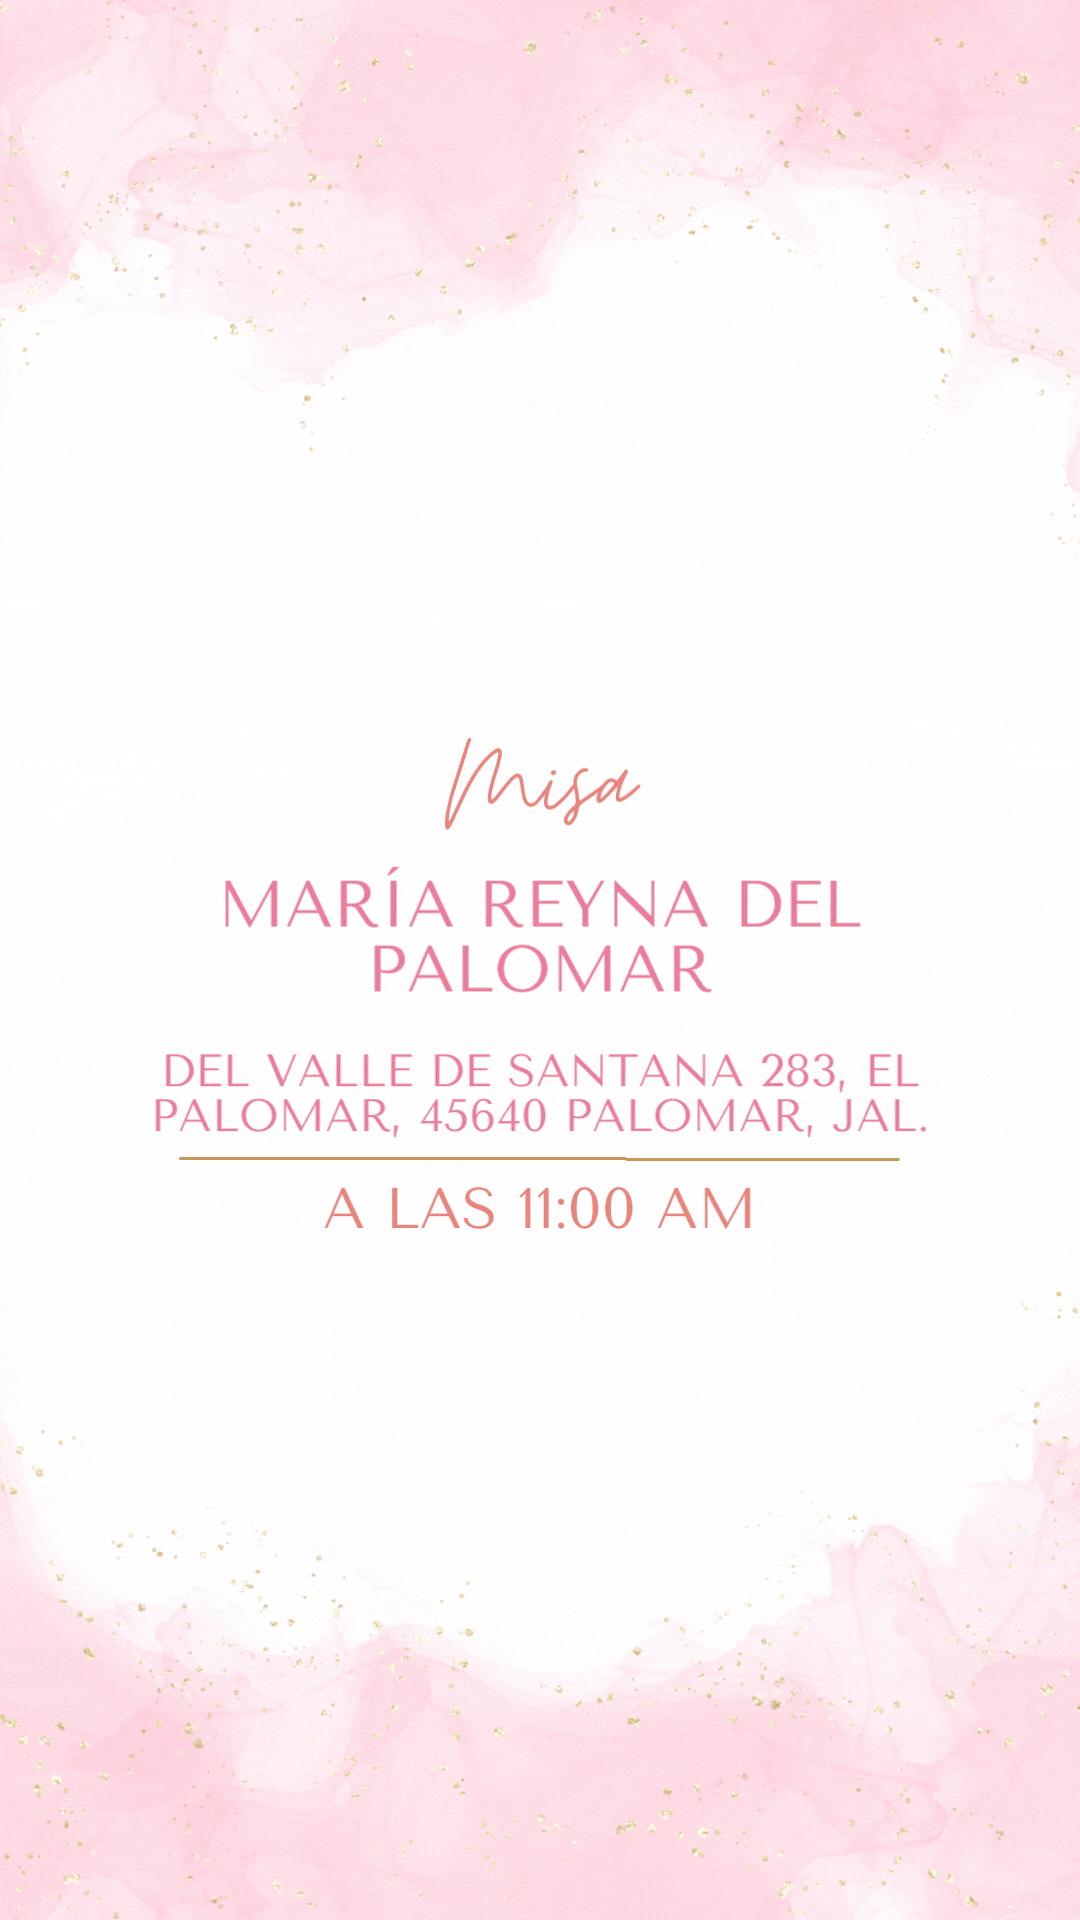 Misa
MARÍA REYNA DEL
PALOMAR
DEL VALLE DE SANTANA 283, EL
PALOMAR, 45640 PALOMAR, JAL.
A LAS 11:00 AM